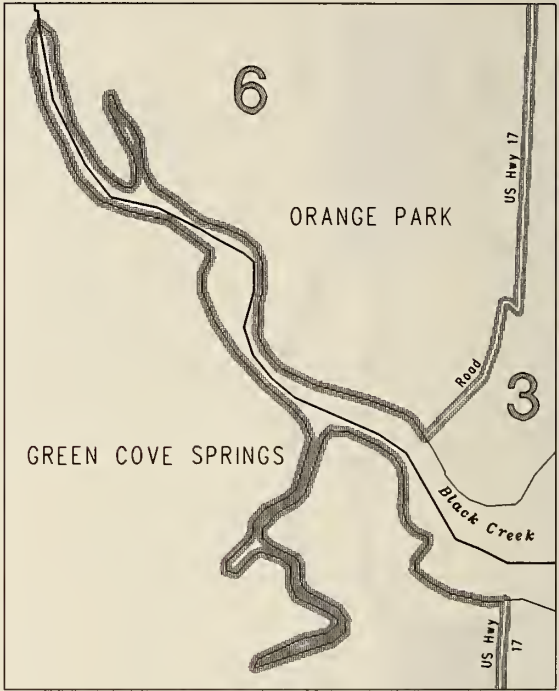 6
US Hwy 17
ORANGE PARK
Road
3
GREEN COVE SPRINGS
Black Creek
US Hwy
17